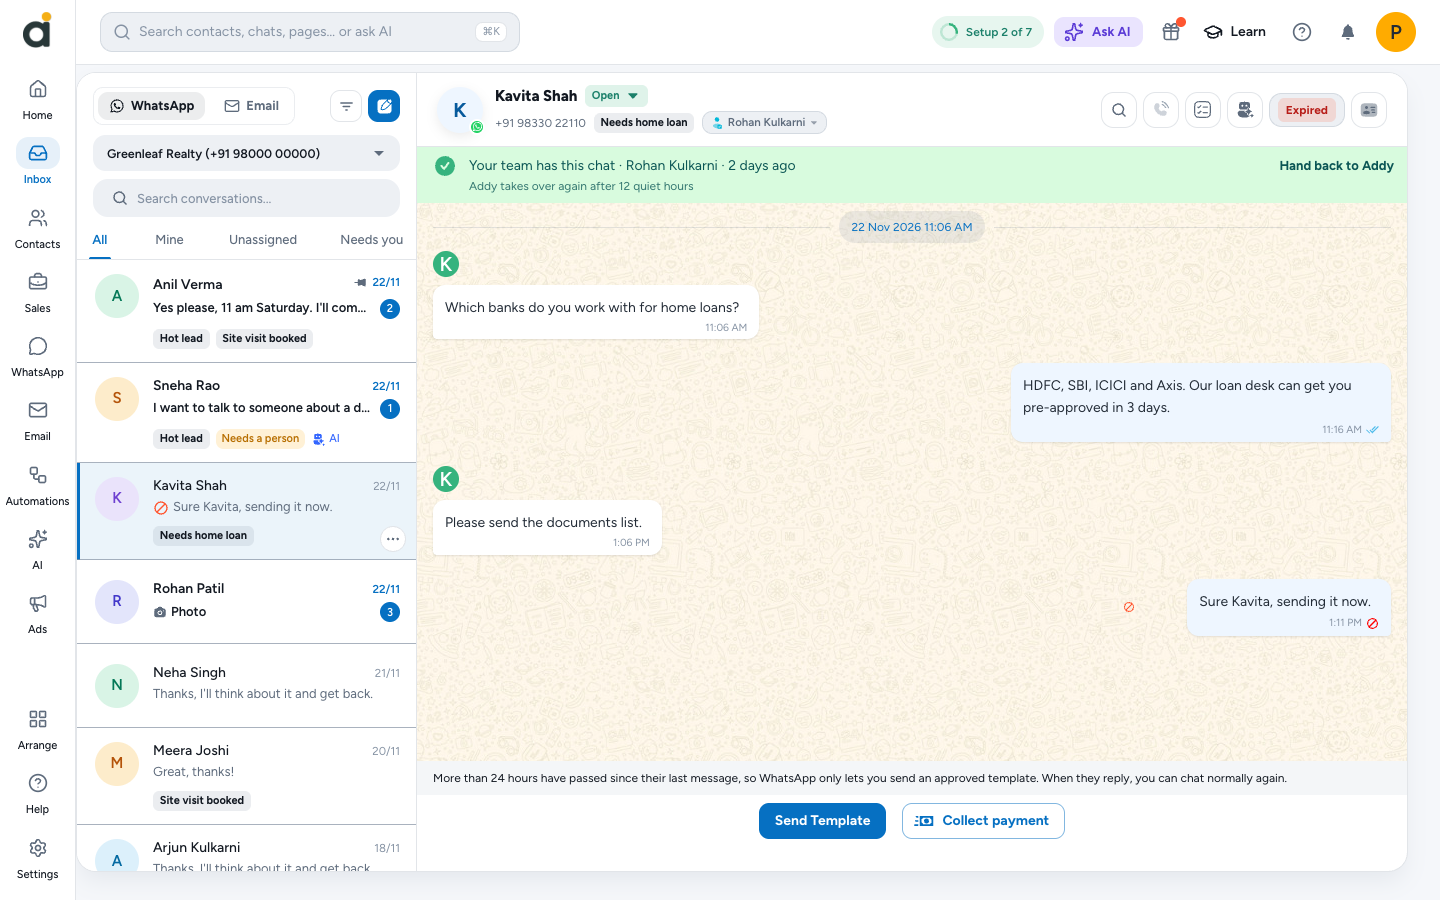 Search contacts, chats, pages... or ask AI
⌘K
Setup 2 of 7
Ask AI
Learn
P
Home
Inbox
Contacts
Sales
WhatsApp
Email
Automations
AI
Ads
Arrange
Help
Settings
WhatsApp
Email
Greenleaf Realty (+91 98000 00000)
Search conversations...
All
Mine
Unassigned
Needs you
A
Anil Verma
22/11
Yes please, 11 am Saturday. I'll com...
2
Hot lead
Site visit booked
S
Sneha Rao
22/11
I want to talk to someone about a d...
1
Hot lead
Needs a person
AI
K
Kavita Shah
22/11
Sure Kavita, sending it now.
Needs home loan
R
Rohan Patil
22/11
Photo
3
N
Neha Singh
21/11
Thanks, I'll think about it and get back.
M
Meera Joshi
20/11
Great, thanks!
Site visit booked
A
Arjun Kulkarni
18/11
Thanks, I'll think about it and get back.
K
Kavita Shah
Open
+91 98330 22110
Needs home loan
Rohan Kulkarni
Expired
Your team has this chat · Rohan Kulkarni · 2 days ago
Addy takes over again after 12 quiet hours
Hand back to Addy
22 Nov 2026 11:06 AM
K
Which banks do you work with for home loans?
11:06 AM
HDFC, SBI, ICICI and Axis. Our loan desk can get you
pre-approved in 3 days.
11:16 AM
K
Please send the documents list.
1:06 PM
Sure Kavita, sending it now.
1:11 PM
More than 24 hours have passed since their last message, so WhatsApp only lets you send an approved template. When they reply, you can chat normally again.
Send Template
Collect payment